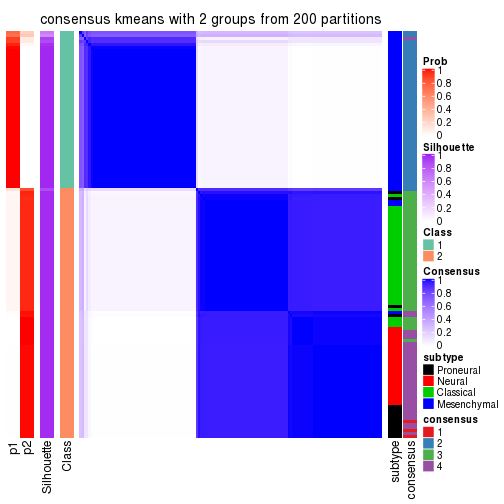 consensus kmeans with 2 groups from 200 partitions
Prob
1
0.8
0.6
0.4
0.2
0
Silhouette
1
0.8
0.6
0.4
0.2
0
Class
1
2
Consensus
1
0.8
0.6
0.4
0.2
0
subtype
Proneural
Neural
Classical
Mesenchymal
consensus
1
2
3
4
p1
p2
Silhouette
Class
subtype
consensus